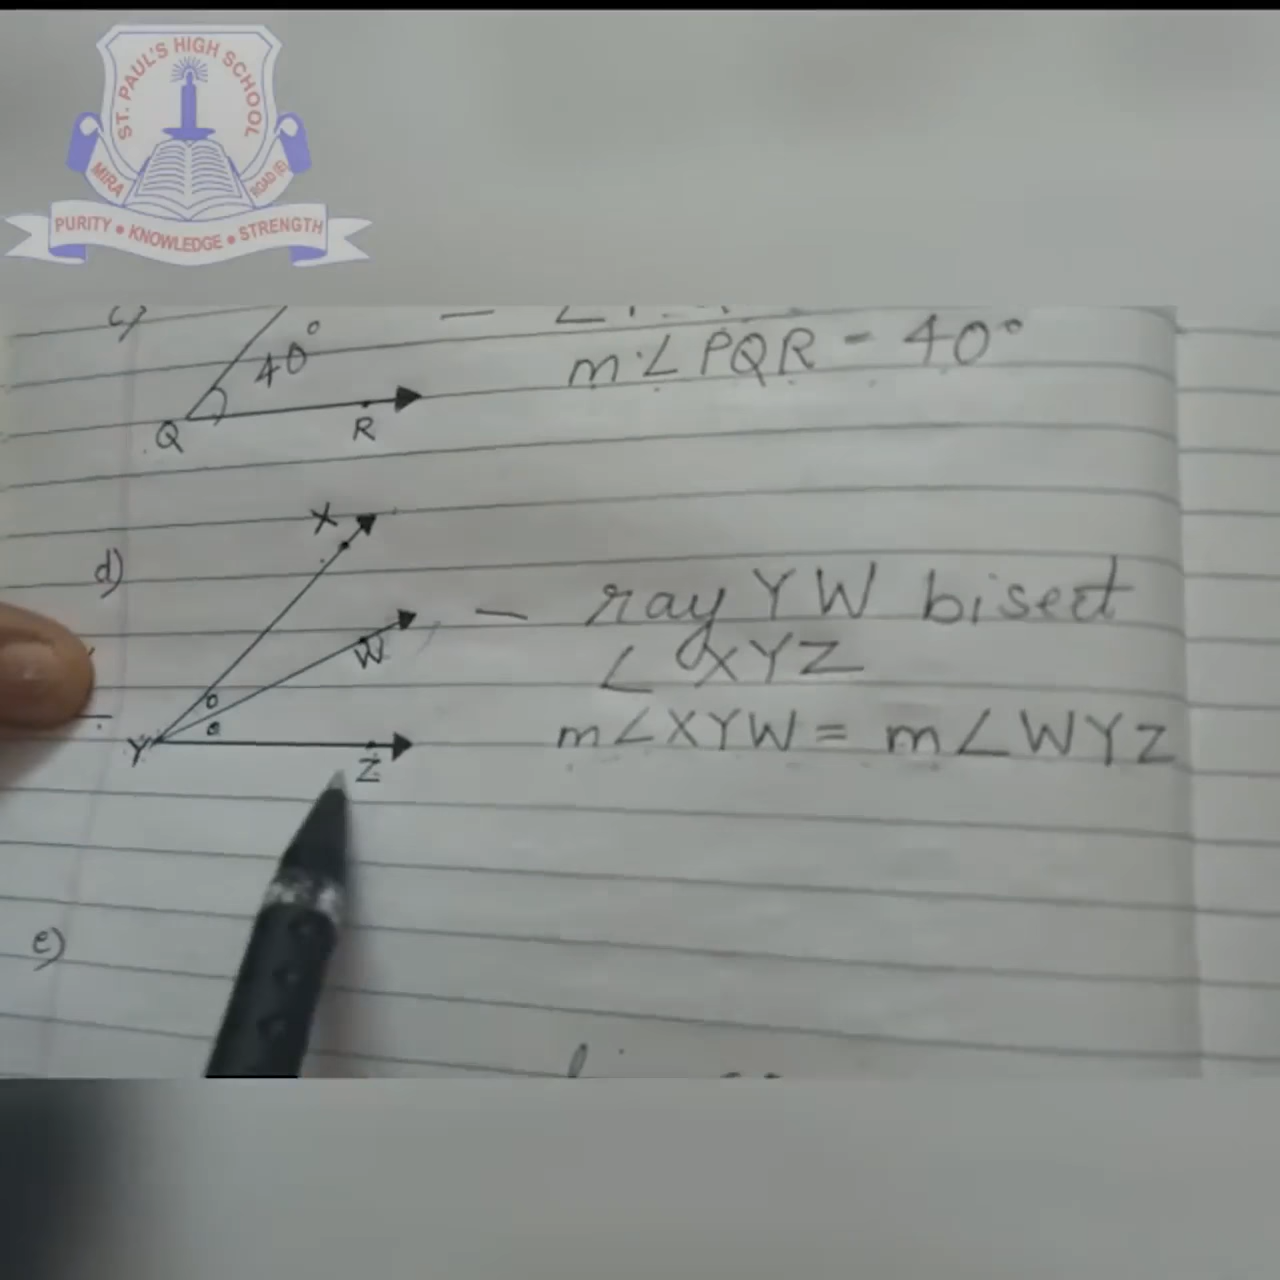 ST. PAUL'S HIGH SCHOOL
MIRA ROAD (E)
PURITY • KNOWLEDGE • STRENGTH
c)
40°
m∠PQR - 40°
Q
R
X
d)
— ray YW bisect
W
∠XYZ
m∠XYW = m∠WYZ
Y
Z
e)